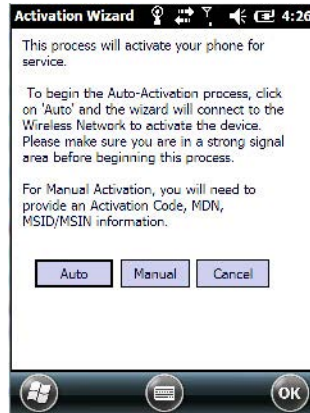 Activation Wizard 4:26
This process will activate your phone for
service.
To begin the Auto-Activation process, click
on 'Auto' and the wizard will connect to the
Wireless Network to activate the device.
Please make sure you are in a strong signal
area before beginning this process.
For Manual Activation, you will need to
provide an Activation Code, MDN,
MSID/MSIN information.
Auto Manual Cancel
OK